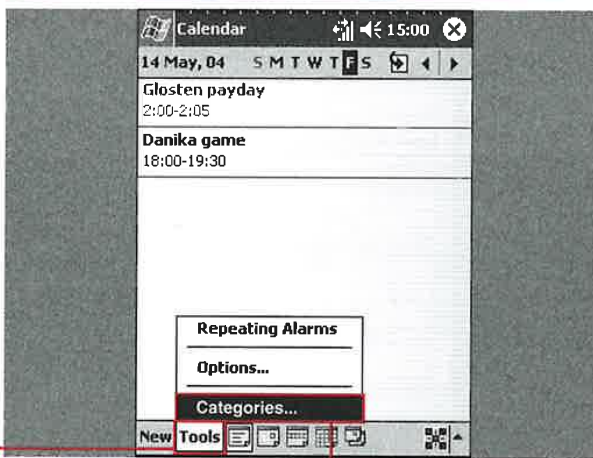 Calendar 15:00
14 May, 04 S M T W T F S
Glosten payday
2:00-2:05
Danika game
18:00-19:30
Repeating Alarms
Options...
Categories...
New Tools